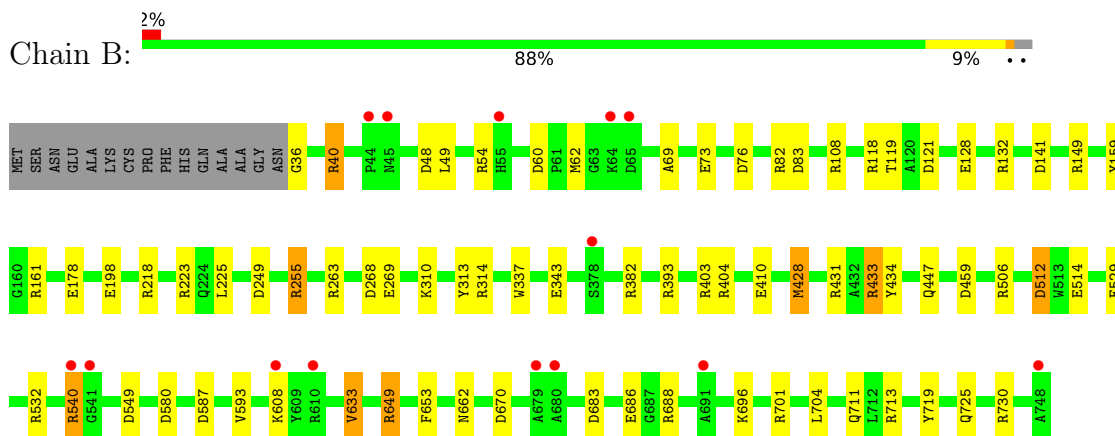 2%
Chain B:
88% 9% • •
MET SER ASN GLU ALA LYS CYS PRO PHE HIS GLN ALA ALA GLY ASN G36 R40 P44 N45 D48 L49 R54 H55 D60 P61 M62 G63 K64 D65 A69 E73 D76 R82 D83 R108 R118 T119 A120 D121 E128 R132 D141 R149 Y159
G160 R161 E178 E198 R218 R223 Q224 L225 D249 R255 R263 D268 E269 K310 Y313 R314 W337 E343 S378 R382 R393 R403 R404 E410 M428 R431 A432 R433 Y434 Q447 D459 R506 D512 W513 E514
R532 R540 G541 D549 D580 D587 V593 K608 Y609 R610 V633 R649 F653 N662 D670 A679 A680 D683 E686 G687 R688 A691 K696 R701 L704 Q711 L712 R713 Y719 Q725 R730 A748